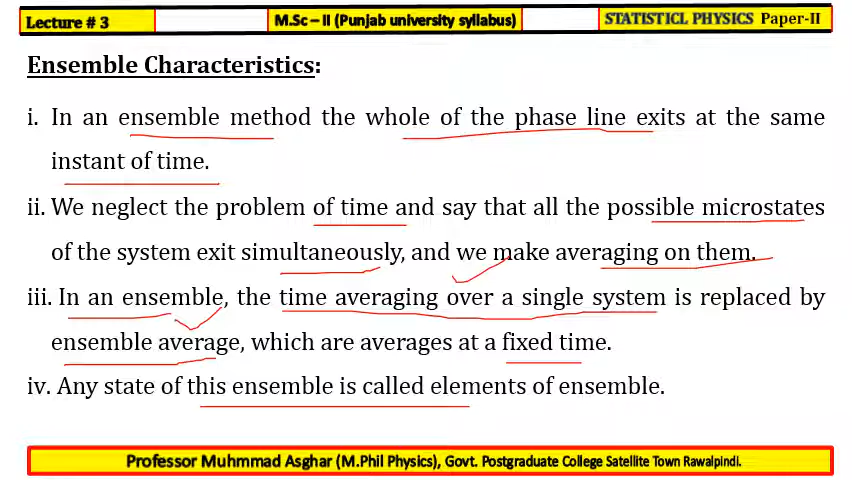 Lecture # 3
M.Sc – II (Punjab university syllabus)
STATISTICL PHYSICS Paper-II
Ensemble Characteristics:
i. In an ensemble method the whole of the phase line exits at the same
instant of time.
ii. We neglect the problem of time and say that all the possible microstates
of the system exit simultaneously, and we make averaging on them.
iii. In an ensemble, the time averaging over a single system is replaced by
ensemble average, which are averages at a fixed time.
iv. Any state of this ensemble is called elements of ensemble.
Professor Muhmmad Asghar (M.Phil Physics), Govt. Postgraduate College Satellite Town Rawalpindi.